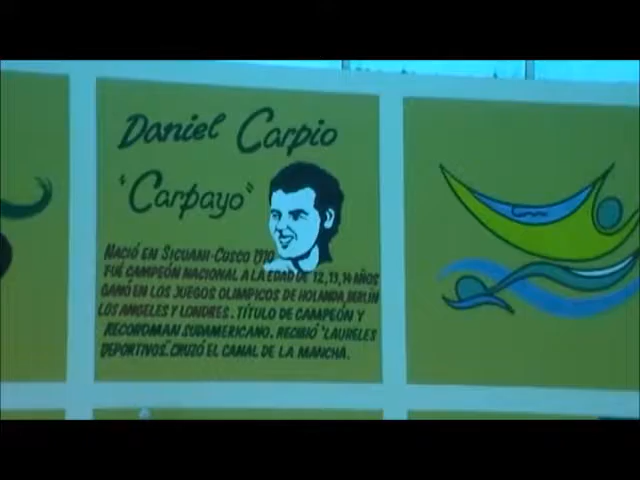 Daniel Carpio
"Carpayo"
NACIÓ EN SICUANI-CUSCO 1910
FUÉ CAMPEÓN NACIONAL A LA EDAD DE 12, 13, 14 AÑOS
GANÓ EN LOS JUEGOS OLIMPICOS DE HOLANDA, BERLÍN
LOS ANGELES Y LONDRES. TÍTULO DE CAMPEÓN Y
RECORDMAN SUDAMERICANO. RECIBIÓ "LAURELES
DEPORTIVOS". CRUZÓ EL CANAL DE LA MANCHA.